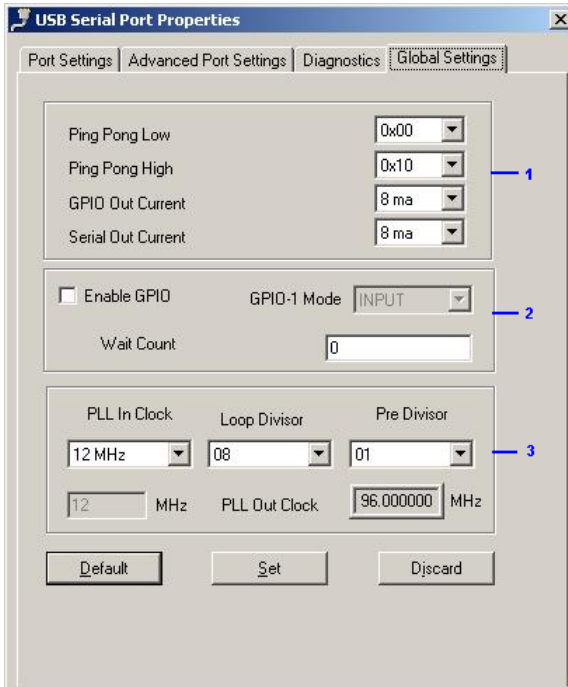 USB Serial Port Properties
Port Settings Advanced Port Settings Diagnostics Global Settings
Ping Pong Low 0x00
Ping Pong High 0x10
1
GPIO Out Current 8 ma
Serial Out Current 8 ma
Enable GPIO GPIO-1 Mode INPUT
2
Wait Count 0
PLL In Clock Loop Divisor Pre Divisor
12 MHz 08 01
3
12 MHz PLL Out Clock 96.000000 MHz
Default Set Discard